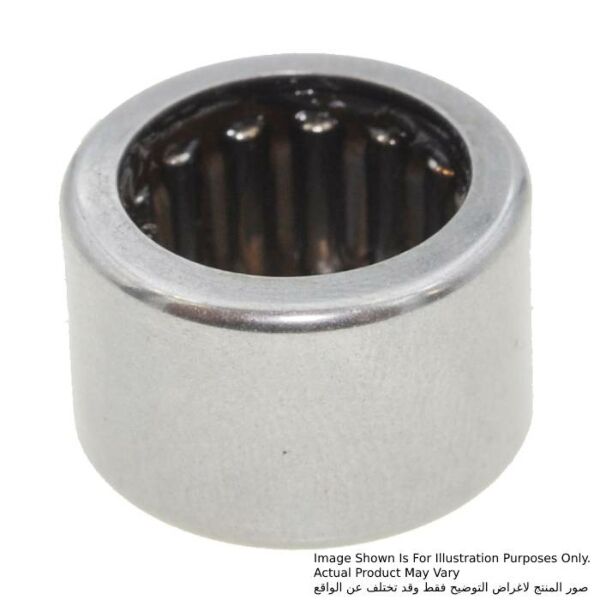 Image Shown Is For Illustration Purposes Only.
Actual Product May Vary
صور المنتج لاغراض التوضيح فقط وقد تختلف عن الواقع